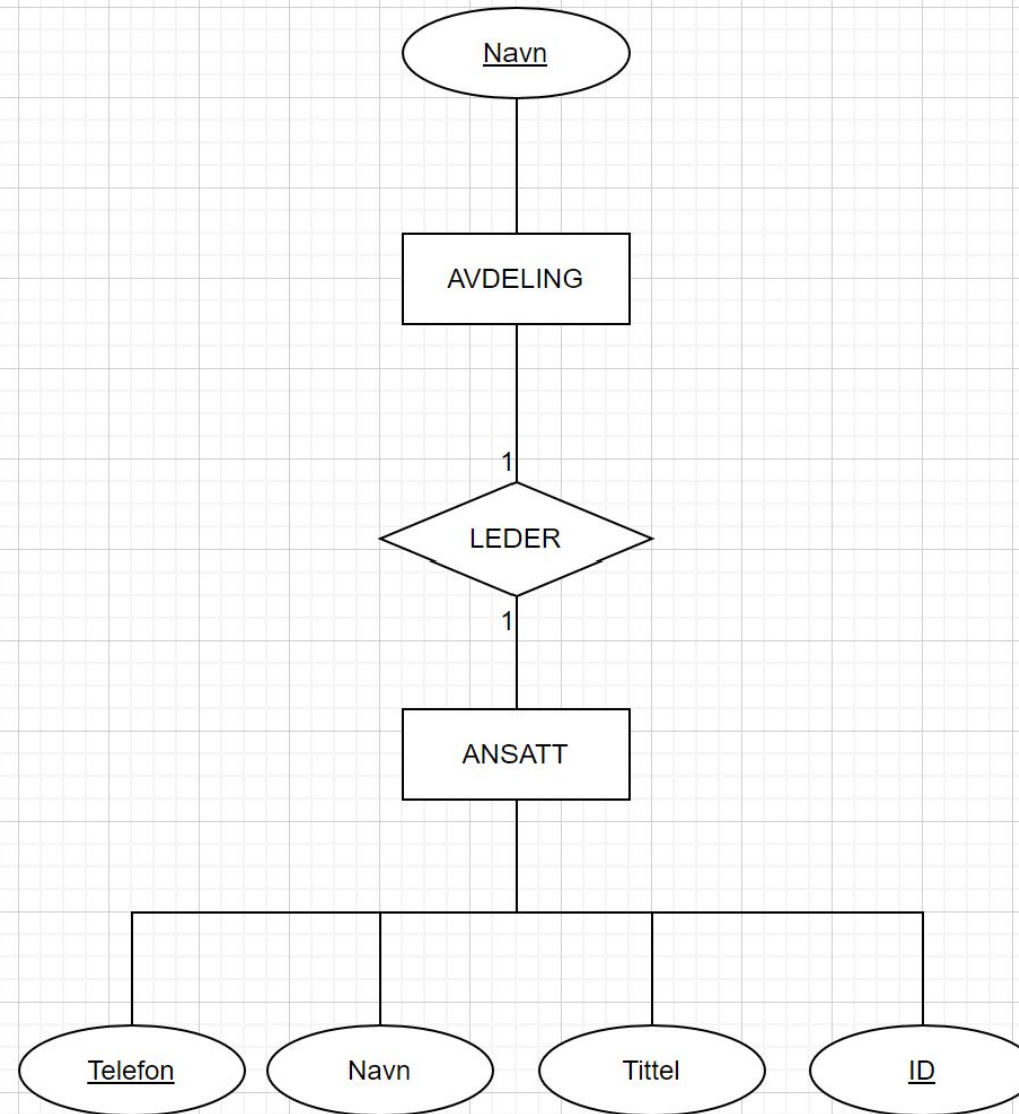 Navn
AVDELING
1
LEDER
1
ANSATT
Telefon
Navn
Tittel
ID